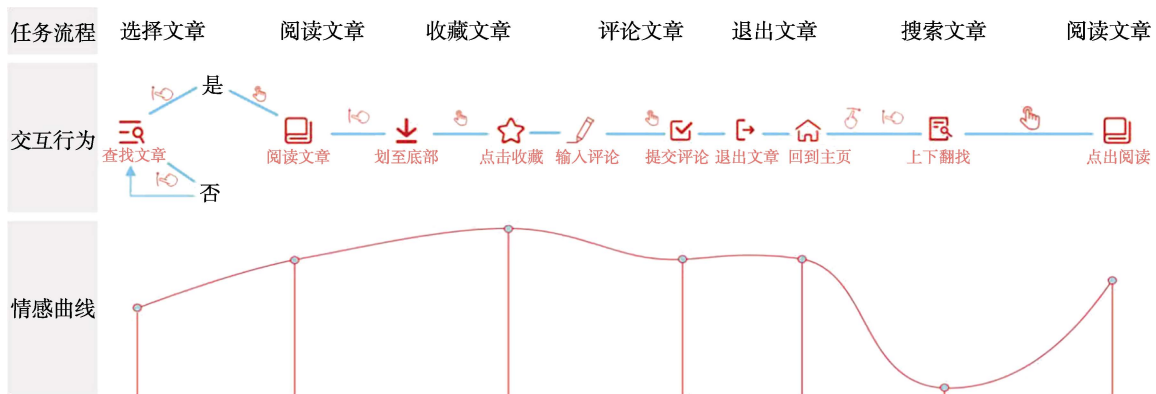 任务流程 选择文章 阅读文章 收藏文章 评论文章 退出文章 搜索文章 阅读文章
是
交互行为
查找文章 阅读文章 划至底部 点击收藏 输入评论 提交评论 退出文章 回到主页 上下翻找 点出阅读
否
情感曲线